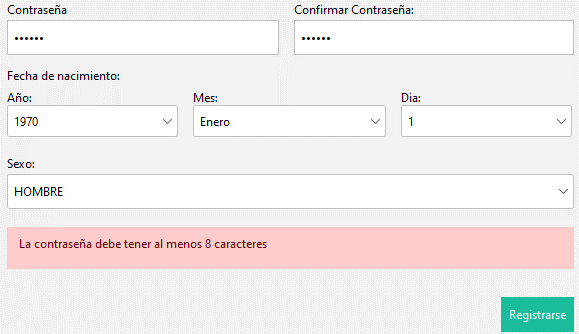 Contraseña Confirmar Contraseña:
•••••• ••••••
Fecha de nacimiento:
Año: Mes: Dia:
1970 Enero 1
Sexo:
HOMBRE
La contraseña debe tener al menos 8 caracteres
Registrarse